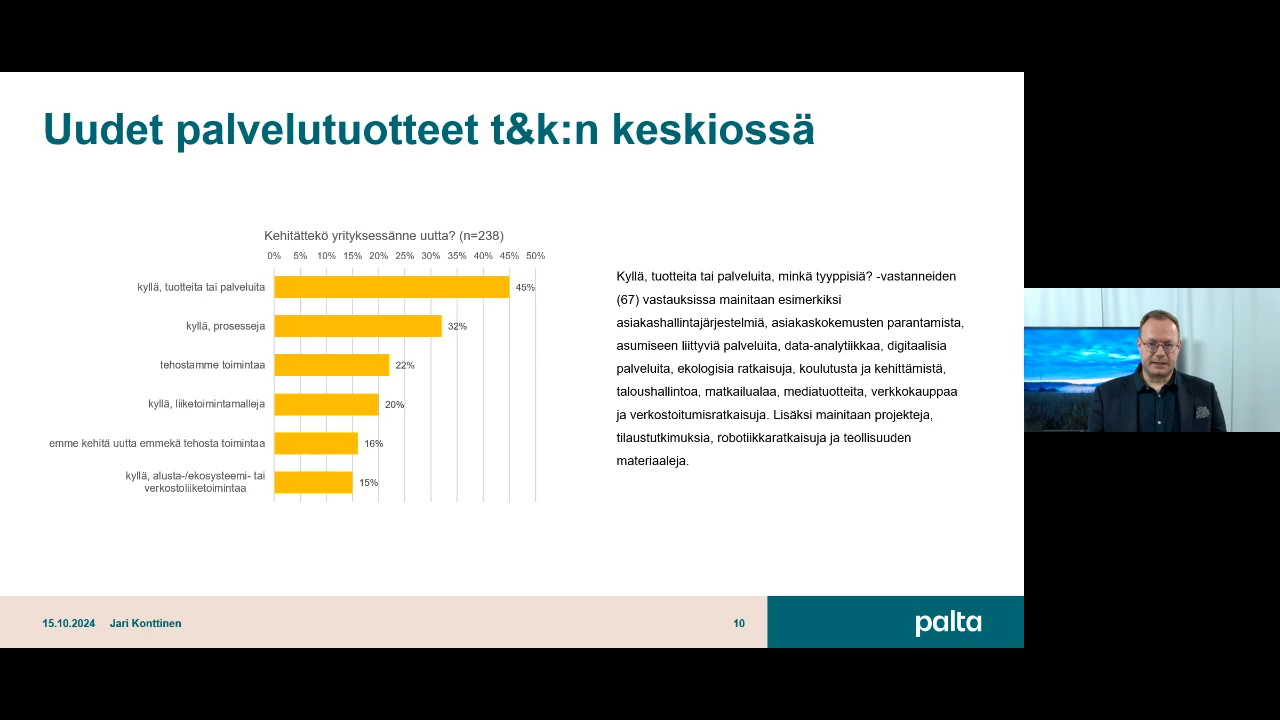 Uudet palvelutuotteet t&k:n keskiossä
Kehitättekö yrityksessänne uutta? (n=238)
0% 5% 10% 15% 20% 25% 30% 35% 40% 45% 50%
kyllä, tuotteita tai palveluita 45%
kyllä, prosesseja 32%
tehostamme toimintaa 22%
kyllä, liiketoimintamalleja 20%
emme kehitä uutta emmekä tehosta toimintaa 16%
kyllä, alusta-/ekosysteemi- tai
verkostoliiketoimintaa 15%
Kyllä, tuotteita tai palveluita, minkä tyyppisiä? -vastanneiden
(67) vastauksissa mainitaan esimerkiksi
asiakashallintajärjestelmiä, asiakaskokemusten parantamista,
asumiseen liittyviä palveluita, data-analytiikkaa, digitaalisia
palveluita, ekologisia ratkaisuja, koulutusta ja kehittämistä,
taloushallintoa, matkailualaa, mediatuotteita, verkkokauppaa
ja verkostoitumisratkaisuja. Lisäksi mainitaan projekteja,
tilaustutkimuksia, robotiikkaratkaisuja ja teollisuuden
materiaaleja.
15.10.2024 Jari Konttinen 10
palta